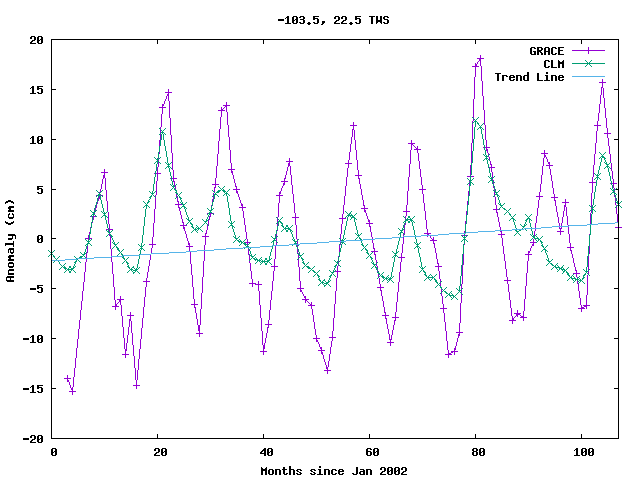 -103.5, 22.5 TWS
GRACE
CLM
Trend Line
20
15
10
5
0
-5
-10
-15
-20
Anomaly (cm)
0 20 40 60 80 100
Months since Jan 2002